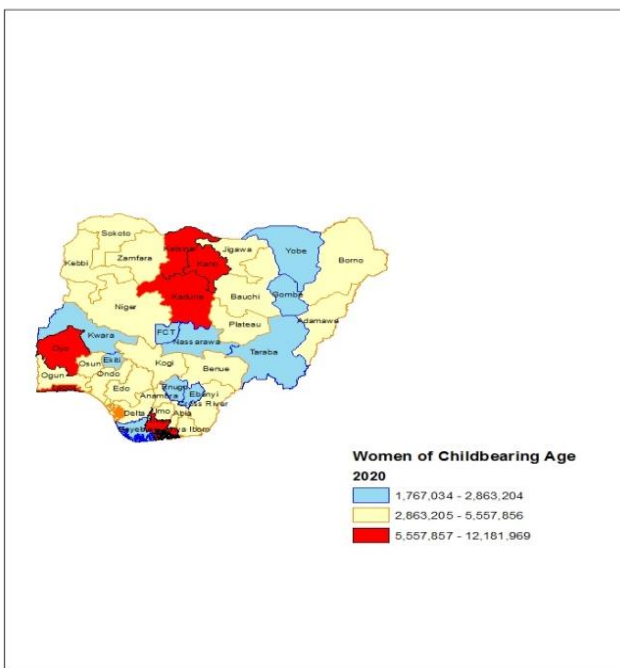 Sokoto
Katsina
Jigawa
Yobe
Kebbi
Zamfara
Kano
Borno
Kaduna
Bauchi
Gombe
Niger
Adamawa
Plateau
FCT
Kwara
Nassarawa
Taraba
Oyo
Ekiti
Kogi
Osun
Benue
Ogun
Ondo
Enugu
Edo
Ebonyi
Anambra
Cross River
Delta
Imo
Abia
Women of Childbearing Age
2020
1,767,034 - 2,863,204
2,863,205 - 5,557,856
5,557,857 - 12,181,969